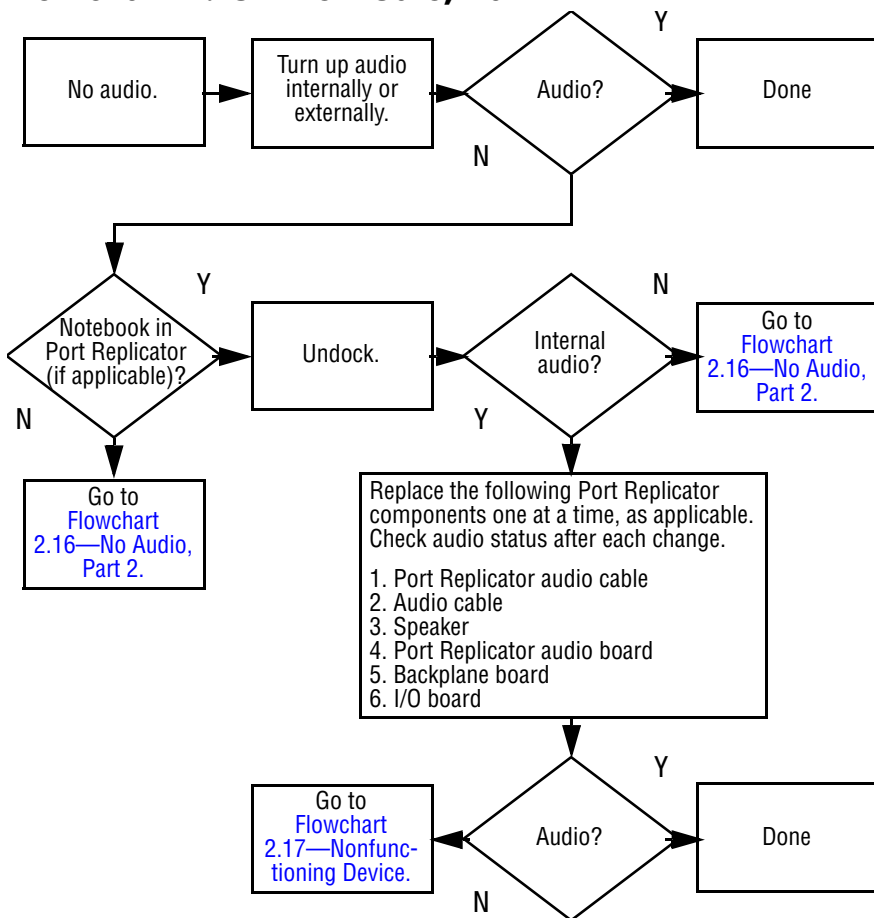 Y
No audio.
Turn up audio
internally or
externally.
Audio?
Done
N
Y
N
Notebook in
Port Replicator
(if applicable)?
Undock.
Internal
audio?
Go to
Flowchart
2.16—No Audio,
Part 2.
N
Y
Go to
Flowchart
2.16—No Audio,
Part 2.
Replace the following Port Replicator
components one at a time, as applicable.
Check audio status after each change.
1. Port Replicator audio cable
2. Audio cable
3. Speaker
4. Port Replicator audio board
5. Backplane board
6. I/O board
Y
Go to
Flowchart
2.17—Nonfunc-
tioning Device.
Audio?
Done
N